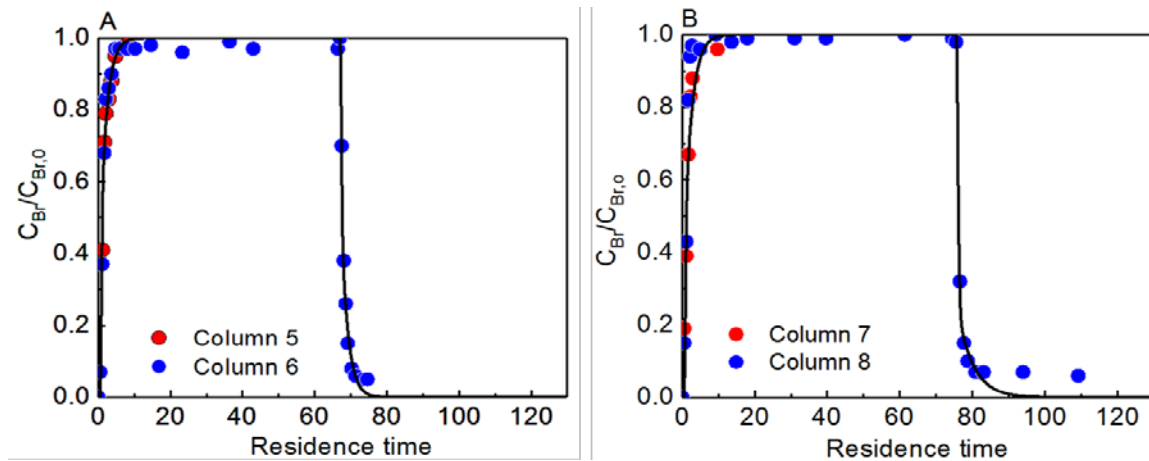 A
1.0
0.8
0.6
0.4
0.2
0.0
C_Br/C_Br,0
0 20 40 60 80 100 120
Residence time
Column 5
Column 6
B
1.0
0.8
0.6
0.4
0.2
0.0
C_Br/C_Br,o
0 20 40 60 80 100 120
Residence time
Column 7
Column 8